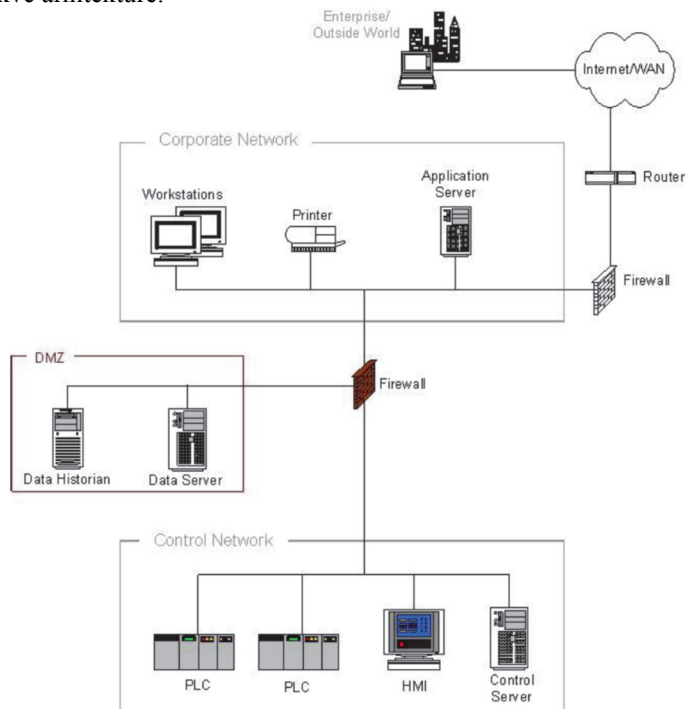 Enterprise/
Outside World
Internet/WAN
Corporate Network
Router
Workstations
Printer
Application
Server
Firewall
DMZ
Firewall
Data Historian
Data Server
Control Network
PLC
PLC
HMI
Control
Server